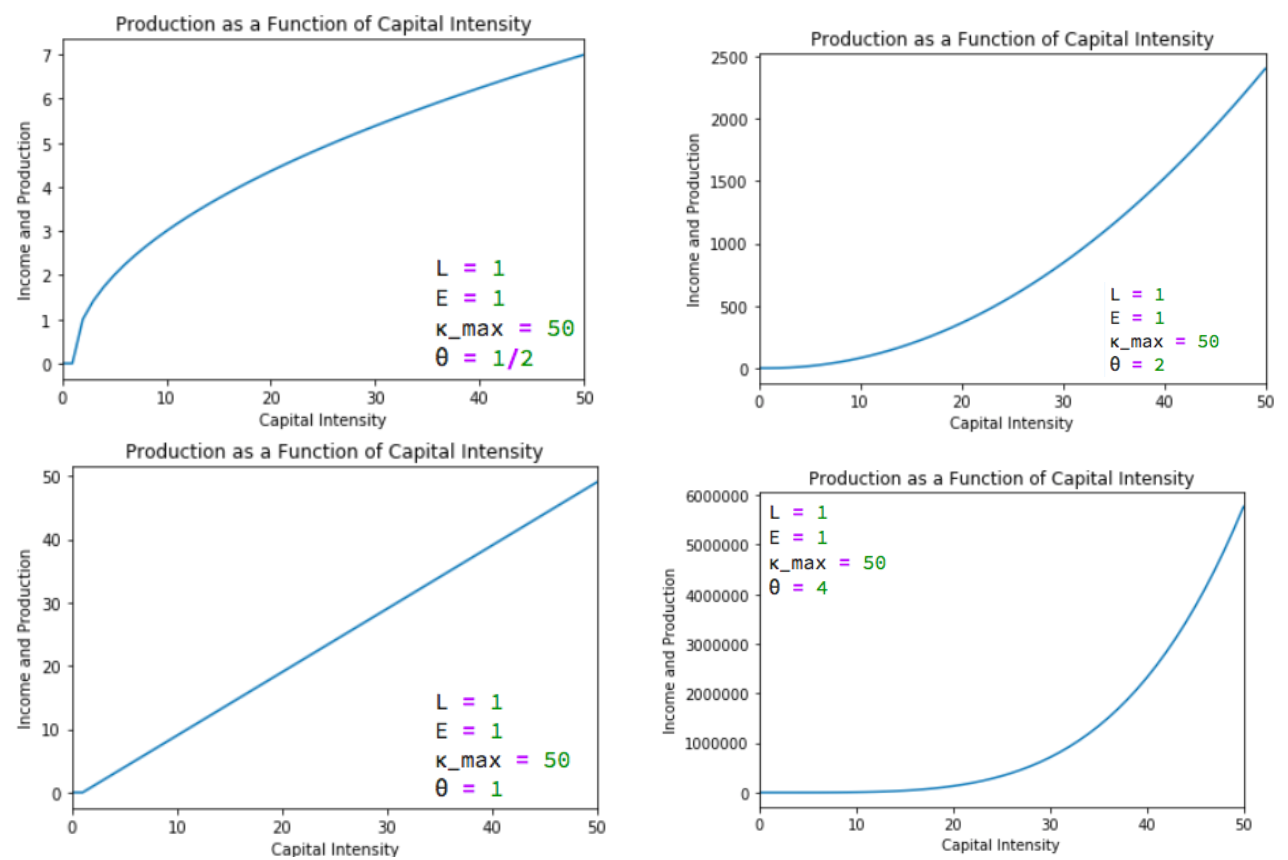 Production as a Function of Capital Intensity
7
6
5
4
3
2
1
0
Income and Production
L = 1
E = 1
κ_max = 50
θ = 1/2
0 10 20 30 40 50
Capital Intensity
Production as a Function of Capital Intensity
2500
2000
1500
1000
500
0
Income and Production
L = 1
E = 1
κ_max = 50
θ = 2
0 10 20 30 40 50
Capital Intensity
Production as a Function of Capital Intensity
50
40
30
20
10
0
Income and Production
L = 1
E = 1
κ_max = 50
θ = 1
0 10 20 30 40 50
Capital Intensity
Production as a Function of Capital Intensity
6000000
5000000
4000000
3000000
2000000
1000000
0
Income and Production
L = 1
E = 1
κ_max = 50
θ = 4
0 10 20 30 40 50
Capital Intensity